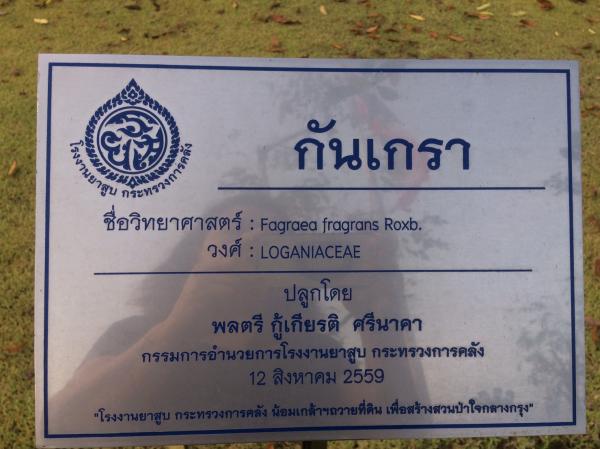 โรงงานยาสูบ กระทรวงการคลัง
กันเกรา
ชื่อวิทยาศาสตร์ : Fagraea fragrans Roxb.
วงศ์ : LOGANIACEAE
ปลูกโดย
พลตรี กู้เกียรติ ศรีนาคา
กรรมการอำนวยการโรงงานยาสูบ กระทรวงการคลัง
12 สิงหาคม 2559
"โรงงานยาสูบ กระทรวงการคลัง น้อมเกล้าฯถวายที่ดิน เพื่อสร้างสวนป่าใจกลางกรุง"